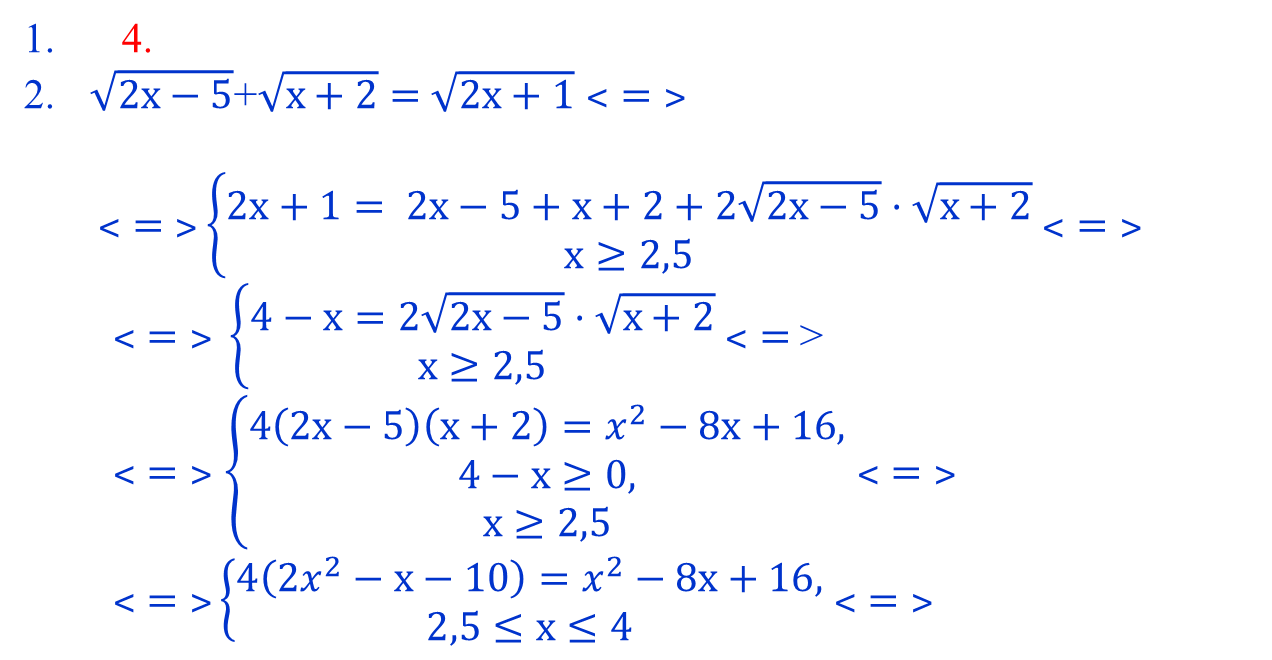 1. 4.
2. √(2x − 5)+√(x + 2) = √(2x + 1) < = >
< = > { 2x + 1 = 2x − 5 + x + 2 + 2√(2x − 5) · √(x + 2) < = >
x ≥ 2,5
< = > { 4 − x = 2√(2x − 5) · √(x + 2) < = >
x ≥ 2,5
4(2x − 5)(x + 2) = x² − 8x + 16,
< = > { 4 − x ≥ 0, < = >
x ≥ 2,5
< = > { 4(2x² − x − 10) = x² − 8x + 16, < = >
2,5 ≤ x ≤ 4